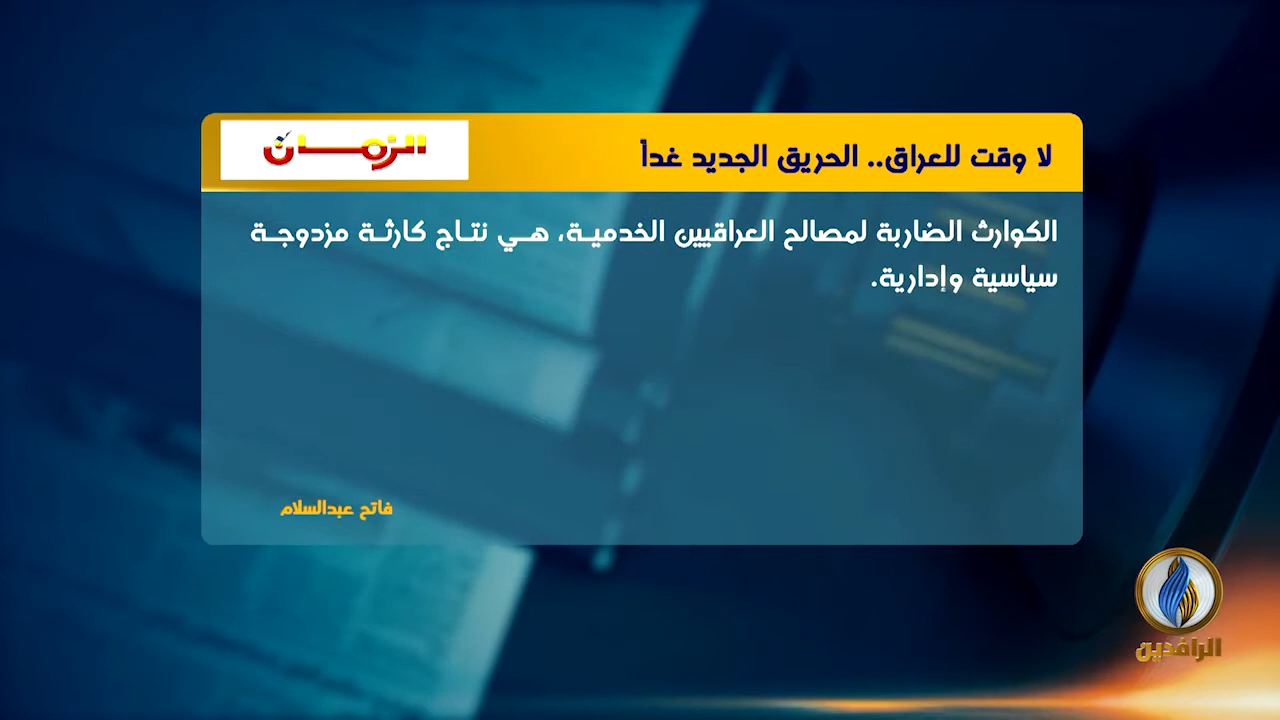 لا وقت للعراق.. الحريق الجديد غداً
الزمان
الكوارث الضاربة لمصالح العراقيين الخدمية، هي نتاج كارثة مزدوجة
سياسية وإدارية.
فاتح عبدالسلام
الرافدين